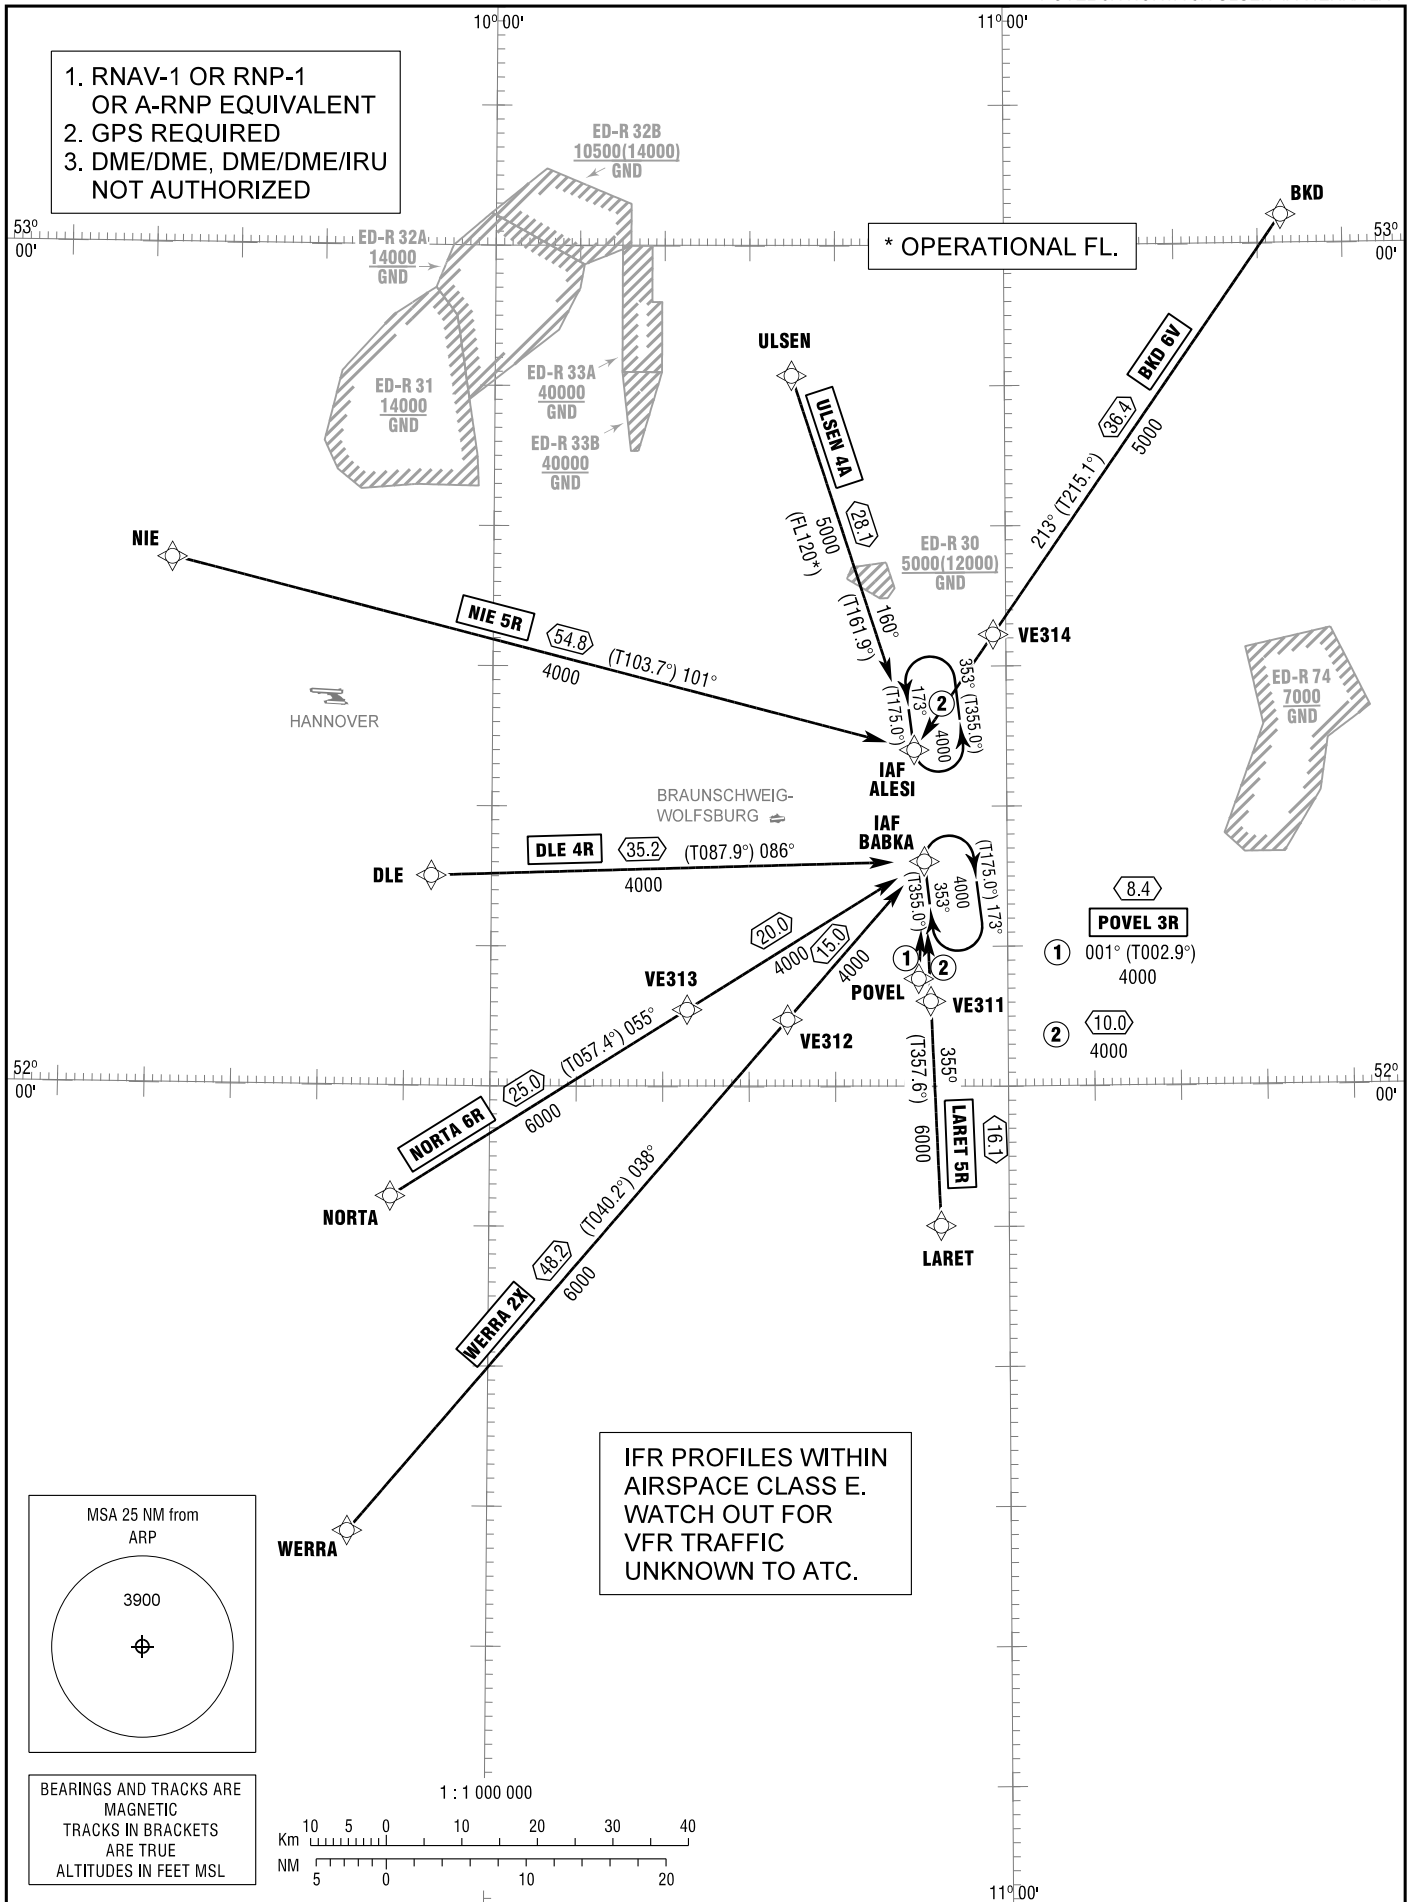 10º 00'
11º 00'
1. RNAV-1 OR RNP-1
OR A-RNP EQUIVALENT
2. GPS REQUIRED
3. DME/DME, DME/DME/IRU
NOT AUTHORIZED
ED-R 32B
10500(14000)
GND
BKD
53º
00'
ED-R 32A
14000
GND
* OPERATIONAL FL.
53º
00'
ULSEN
BKD 6V
36.4
5000
213° (T215.1°)
ED-R 31
14000
GND
ED-R 33A
40000
GND
ED-R 33B
40000
GND
ULSEN 4A
28.1
5000
(FL120*)
160°
(T161.9°)
NIE
ED-R 30
5000(12000)
GND
NIE 5R
54.8
(T103.7°) 101°
4000
VE314
ED-R 74
7000
GND
HANNOVER
353° (T355.0°)
173°
(T175.0°)
2
4000
IAF
ALESI
BRAUNSCHWEIG-
WOLFSBURG
IAF
BABKA
DLE 4R
35.2
(T087.9°) 086°
4000
DLE
(T175.0°) 173°
4000
353°
(T355.0°)
8.4
POVEL 3R
1
001° (T002.9°)
4000
20.0
4000
15.0
4000
1
2
POVEL
VE311
VE313
VE312
2
10.0
4000
52º
00'
52º
00'
(T057.4°) 055°
25.0
NORTA 6R
6000
355°
(T357.6°)
6000
LARET 5R
16.1
NORTA
LARET
(T040.2°) 038°
48.2
6000
WERRA 2X
WERRA
IFR PROFILES WITHIN
AIRSPACE CLASS E.
WATCH OUT FOR
VFR TRAFFIC
UNKNOWN TO ATC.
MSA 25 NM from
ARP
3900
BEARINGS AND TRACKS ARE
MAGNETIC
TRACKS IN BRACKETS
ARE TRUE
ALTITUDES IN FEET MSL
1 : 1 000 000
Km 10 5 0 10 20 30 40
NM 5 0 10 20
11º 00'